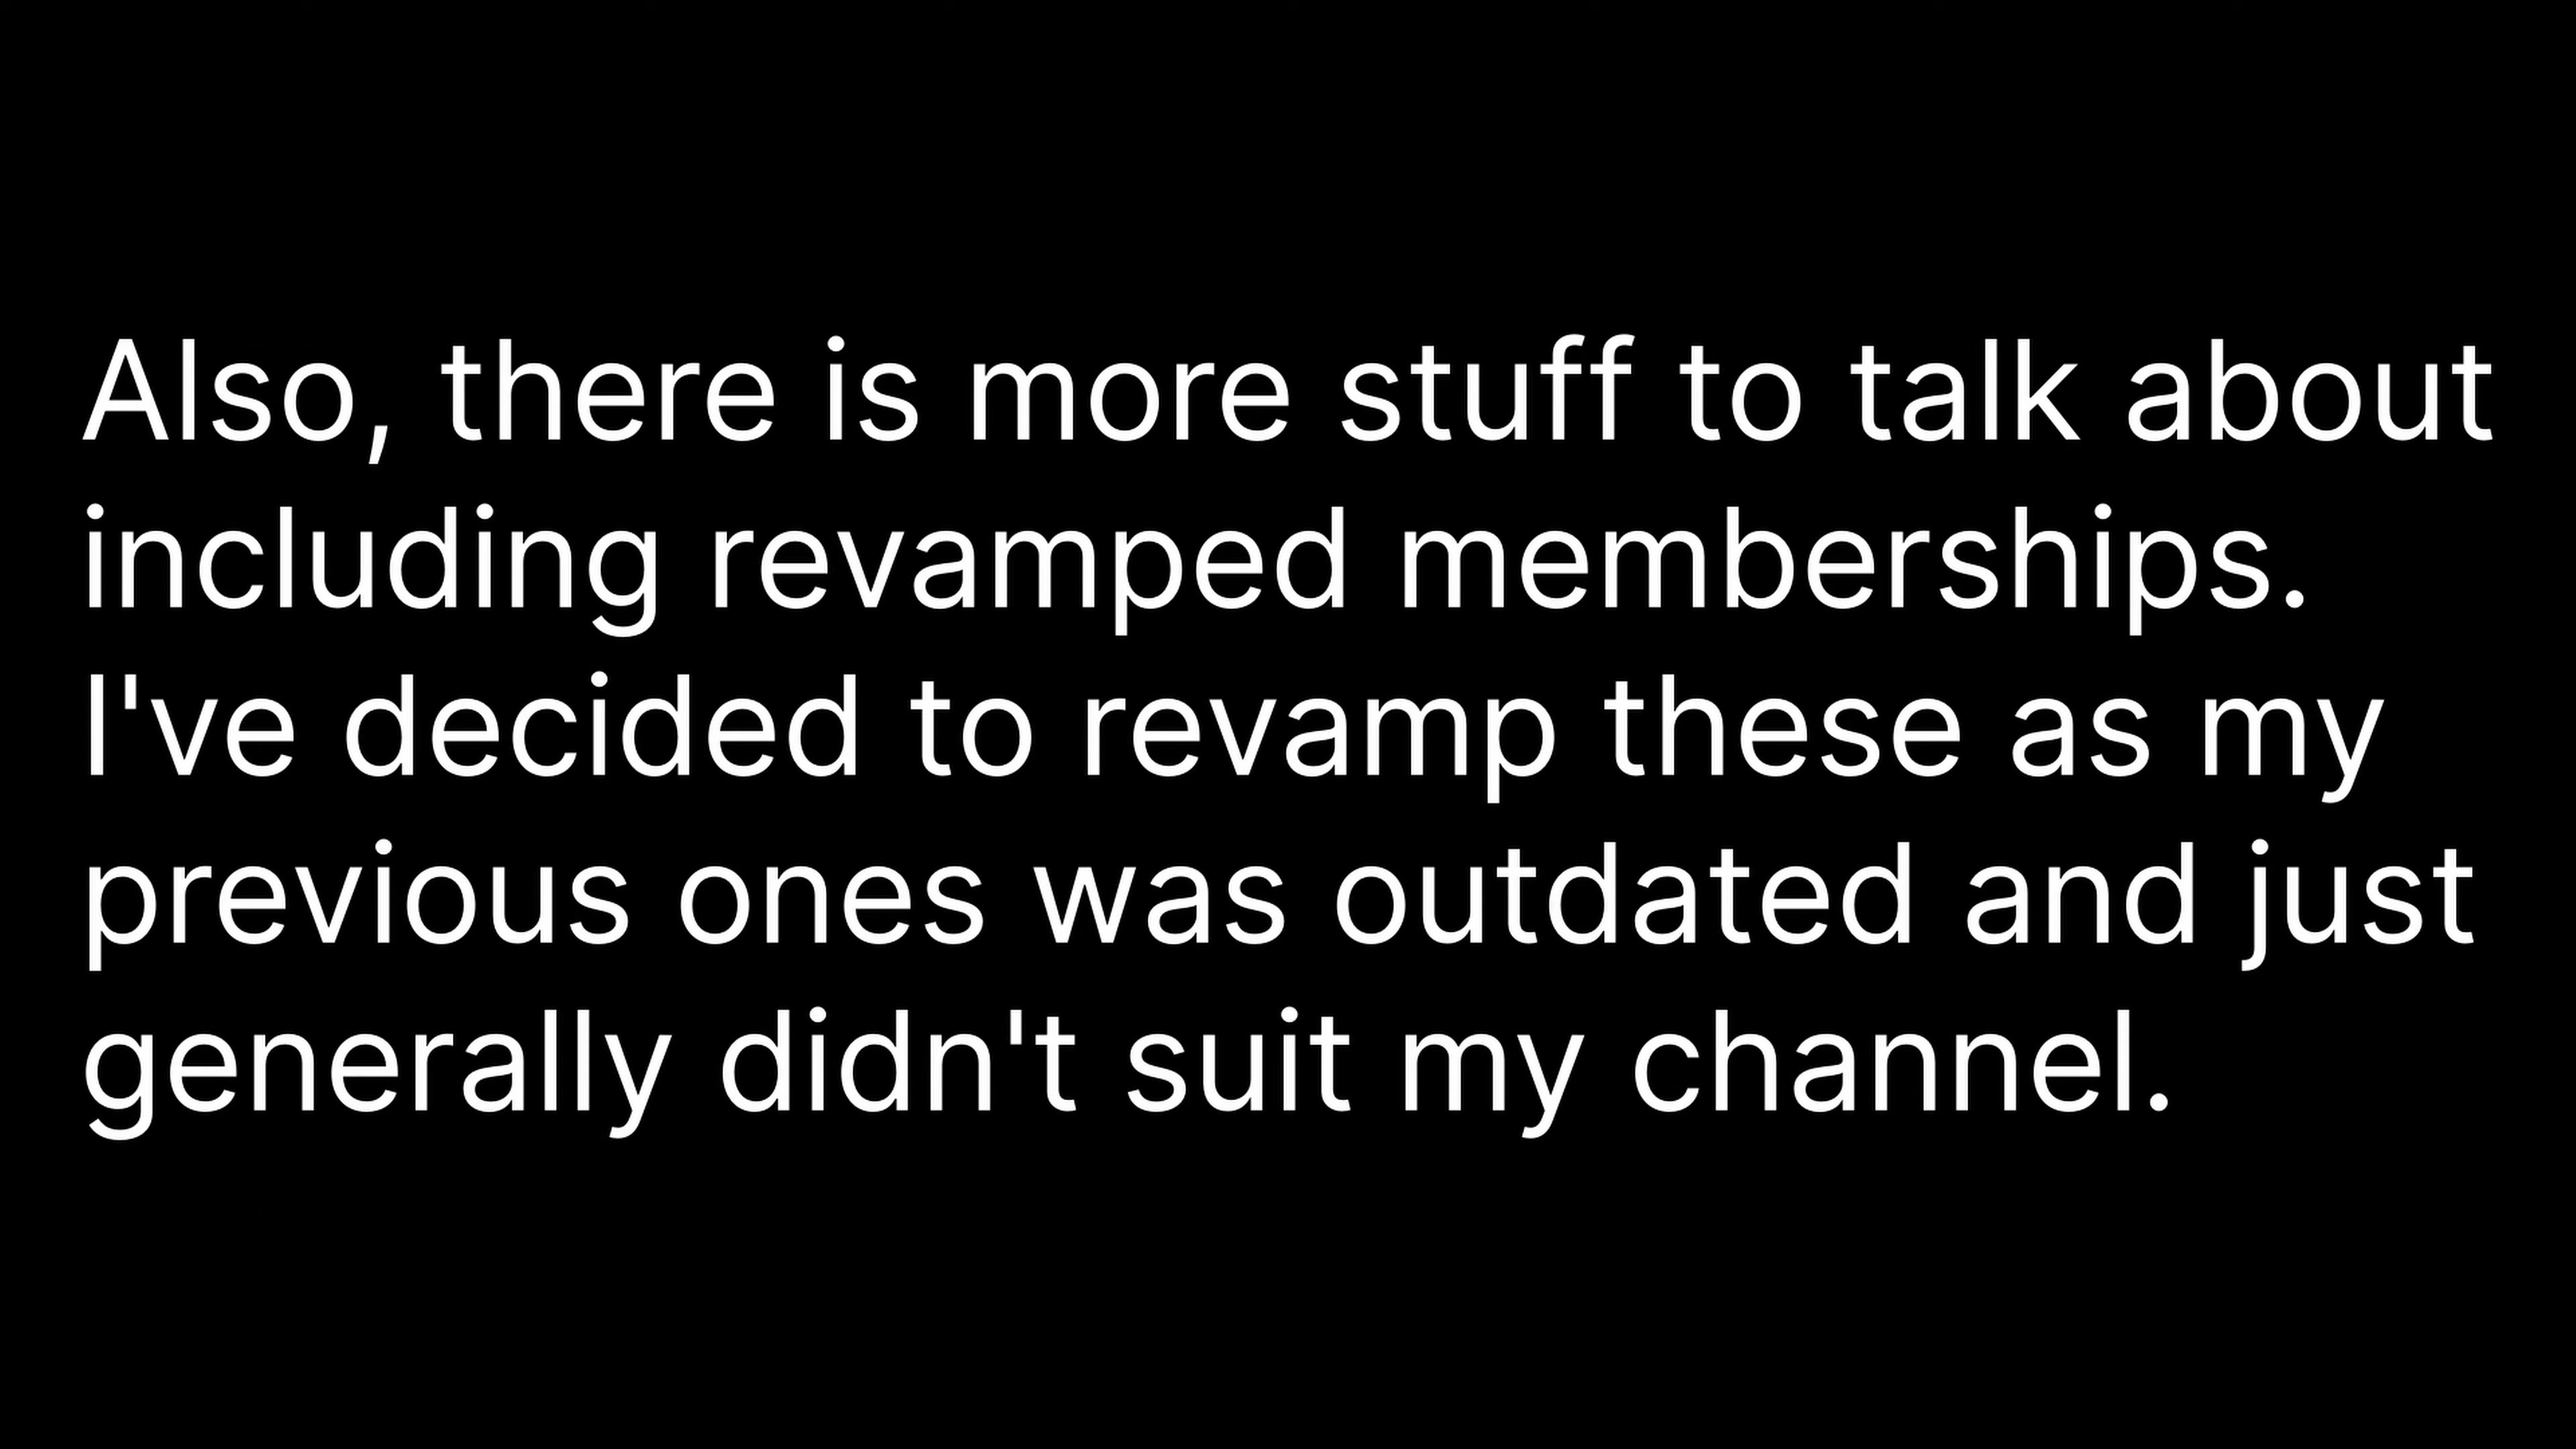 Also, there is more stuff to talk about
including revamped memberships.
I've decided to revamp these as my
previous ones was outdated and just
generally didn't suit my channel.